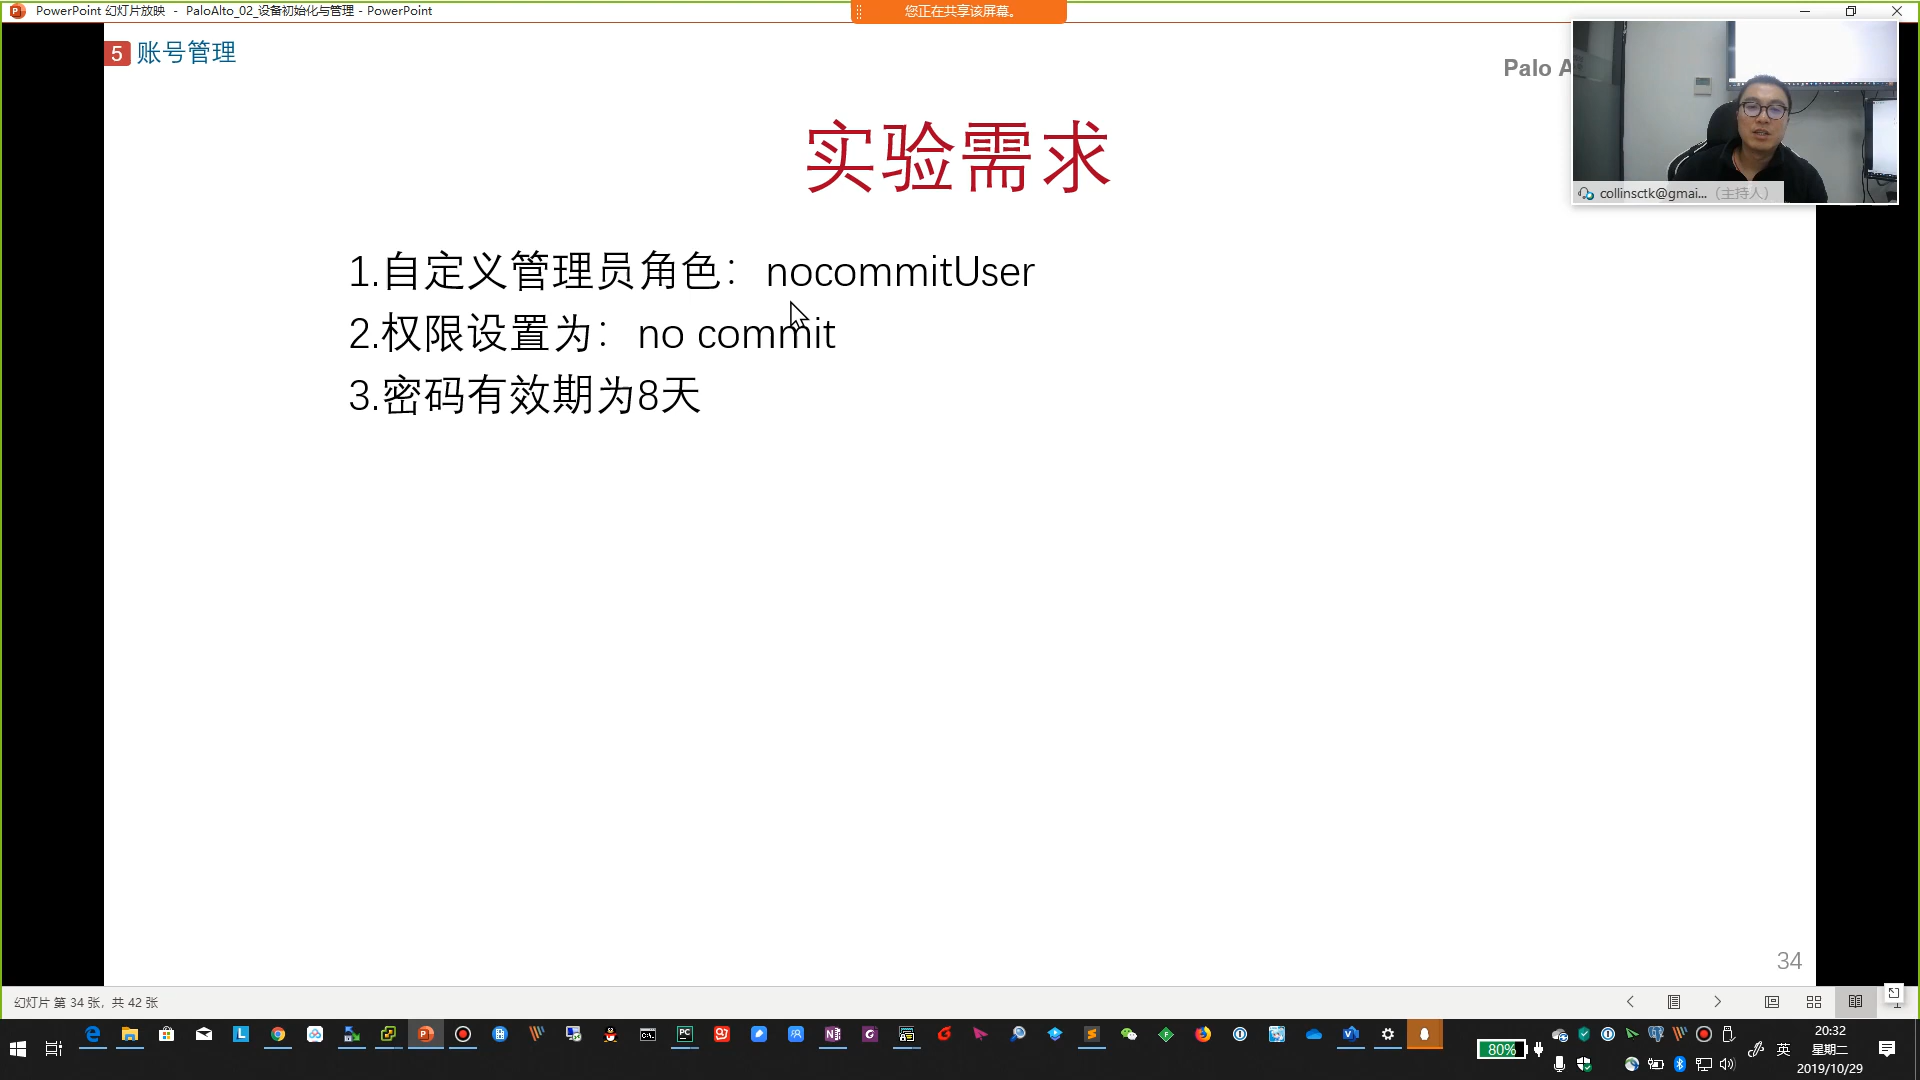 PowerPoint 幻灯片放映 - PaloAlto_02_设备初始化与管理 - PowerPoint
您正在共享该屏幕。
5 账号管理
Palo A
collinsctk@gmai... （主持人）
实验需求
1.自定义管理员角色：nocommitUser
2.权限设置为：no commit
3.密码有效期为8天
34
幻灯片 第 34 张，共 42 张
80%
英
20:32
星期二
2019/10/29